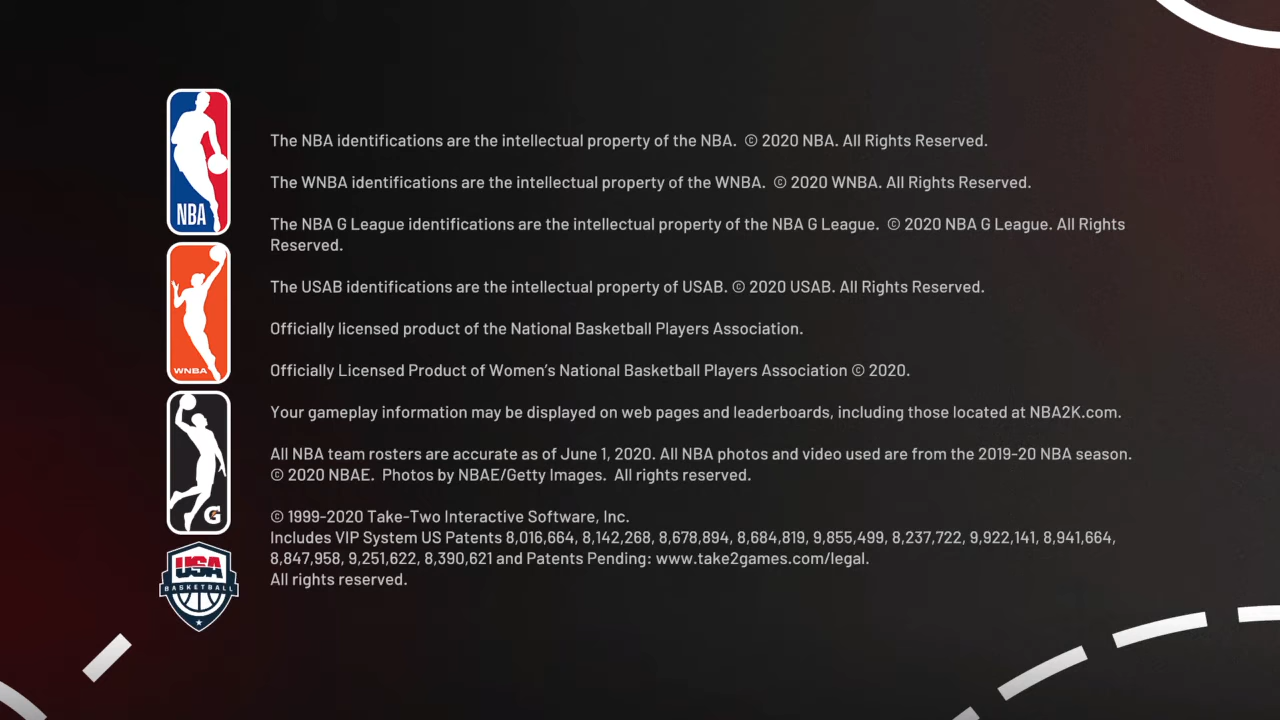 NBA
The NBA identifications are the intellectual property of the NBA.  © 2020 NBA. All Rights Reserved.
The WNBA identifications are the intellectual property of the WNBA.  © 2020 WNBA. All Rights Reserved.
The NBA G League identifications are the intellectual property of the NBA G League.  © 2020 NBA G League. All Rights
Reserved.
WNBA
The USAB identifications are the intellectual property of USAB. © 2020 USAB. All Rights Reserved.
Officially licensed product of the National Basketball Players Association.
Officially Licensed Product of Women's National Basketball Players Association © 2020.
G
Your gameplay information may be displayed on web pages and leaderboards, including those located at NBA2K.com.
All NBA team rosters are accurate as of June 1, 2020. All NBA photos and video used are from the 2019-20 NBA season.
© 2020 NBAE.  Photos by NBAE/Getty Images.  All rights reserved.
USA
BASKETBALL
© 1999-2020 Take-Two Interactive Software, Inc.
Includes VIP System US Patents 8,016,664, 8,142,268, 8,678,894, 8,684,819, 9,855,499, 8,237,722, 9,922,141, 8,941,664,
8,847,958, 9,251,622, 8,390,621 and Patents Pending: www.take2games.com/legal.
All rights reserved.